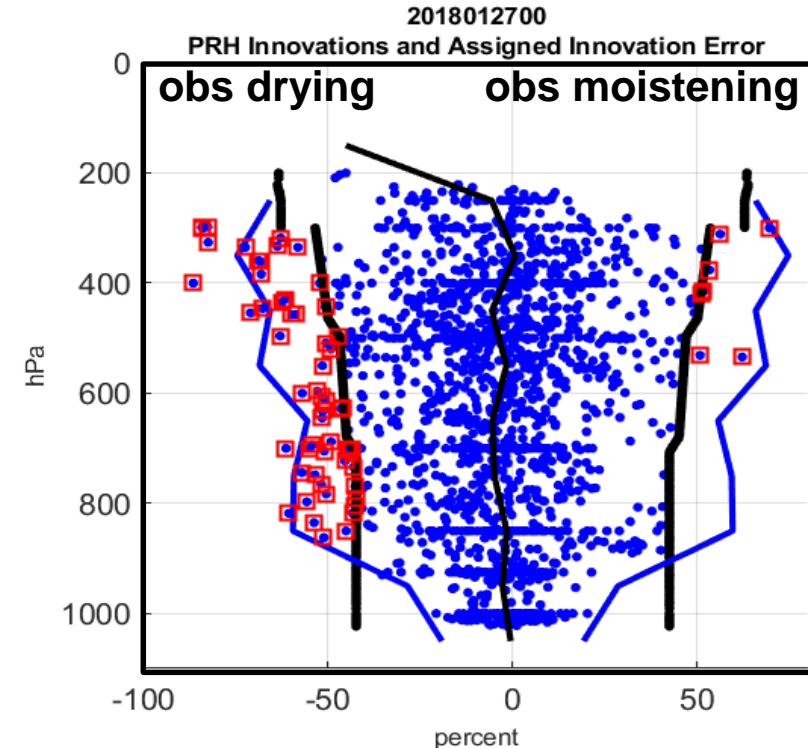 2018012700
PRH Innovations and Assigned Innovation Error
obs drying obs moistening
0
200
400
600
800
1000
hPa
-100 -50 0 50
percent